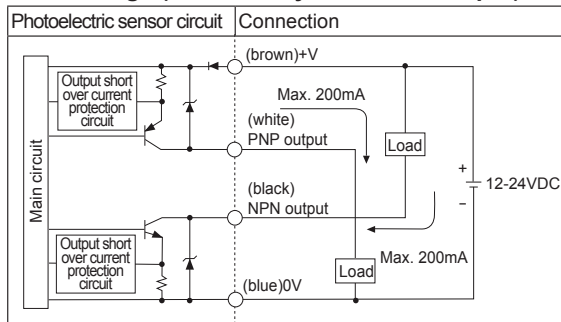 Photoelectric sensor circuit
Connection
(brown)+V
Output short
over current
protection
circuit
Max. 200mA
(white)
PNP output
Load
Main circuit
+
12-24VDC
−
(black)
NPN output
Output short
over current
protection
circuit
Max. 200mA
Load
(blue)0V